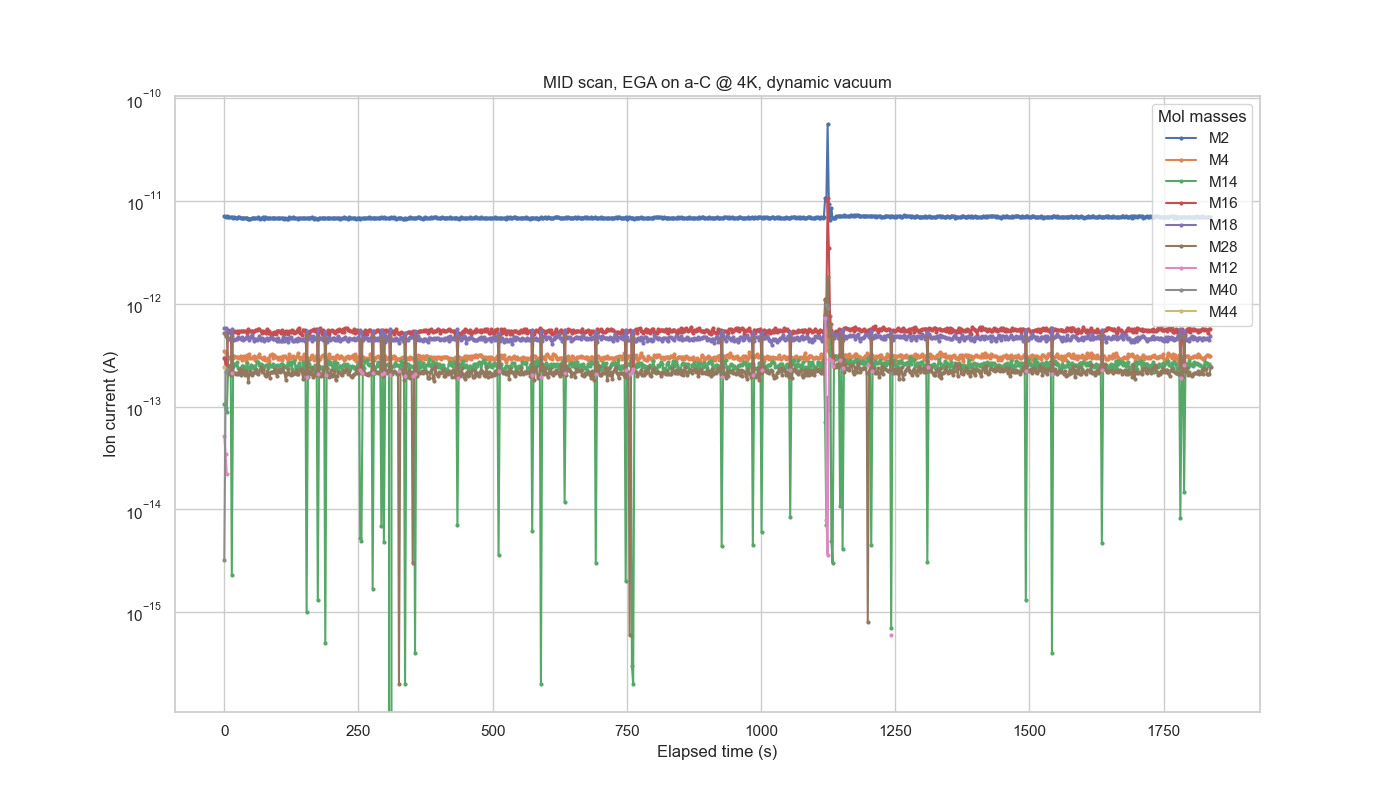 MID scan, EGA on a-C @ 4K, dynamic vacuum
Ion current (A)
10⁻¹⁰
10⁻¹¹
10⁻¹²
10⁻¹³
10⁻¹⁴
10⁻¹⁵
Mol masses
M2
M4
M14
M16
M18
M28
M12
M40
M44
0 250 500 750 1000 1250 1500 1750
Elapsed time (s)